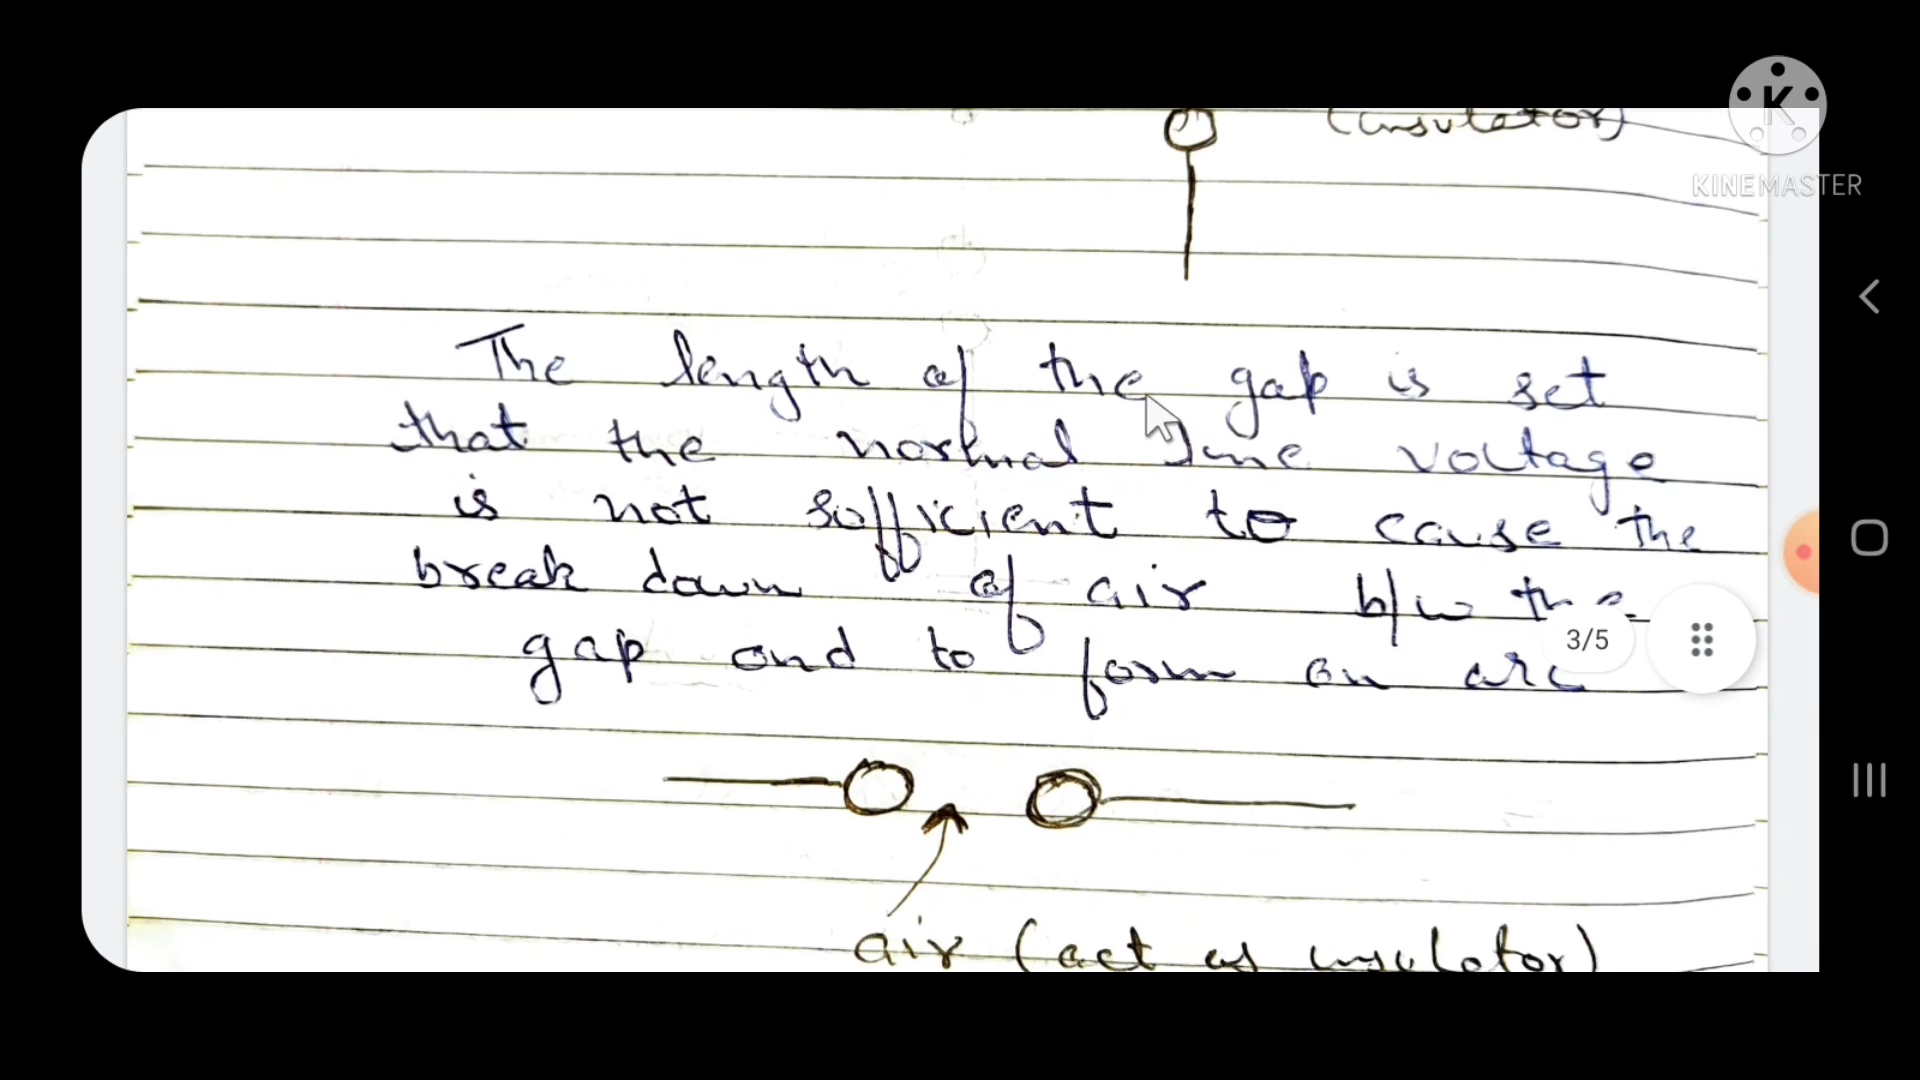 (insulator)
KINEMASTER
The length of the gap is set
that the normal line voltage
is not sufficient to cause the
break down of air b/w the
3/5
gap and to form an arc
air (act as insulator)